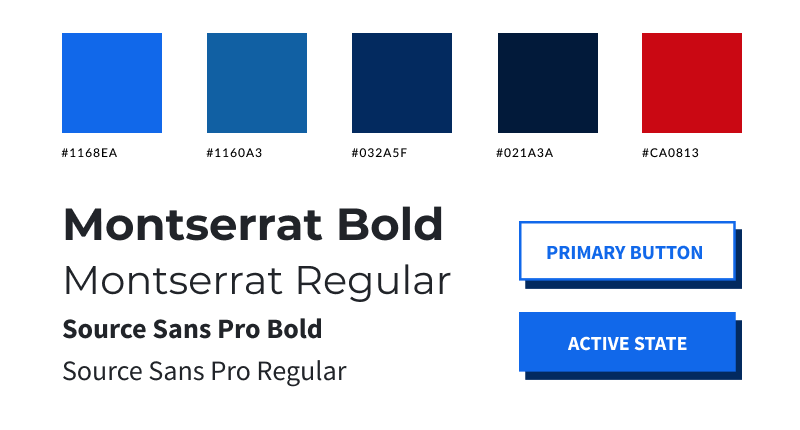 #1168EA
#1160A3
#032A5F
#021A3A
#CA0813
Montserrat Bold
Montserrat Regular
Source Sans Pro Bold
Source Sans Pro Regular
PRIMARY BUTTON
ACTIVE STATE